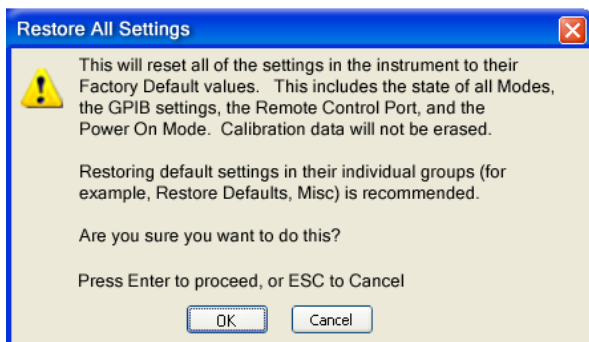 Restore All Settings
This will reset all of the settings in the instrument to their
Factory Default values. This includes the state of all Modes,
the GPIB settings, the Remote Control Port, and the
Power On Mode. Calibration data will not be erased.
Restoring default settings in their individual groups (for
example, Restore Defaults, Misc) is recommended.
Are you sure you want to do this?
Press Enter to proceed, or ESC to Cancel
OK
Cancel